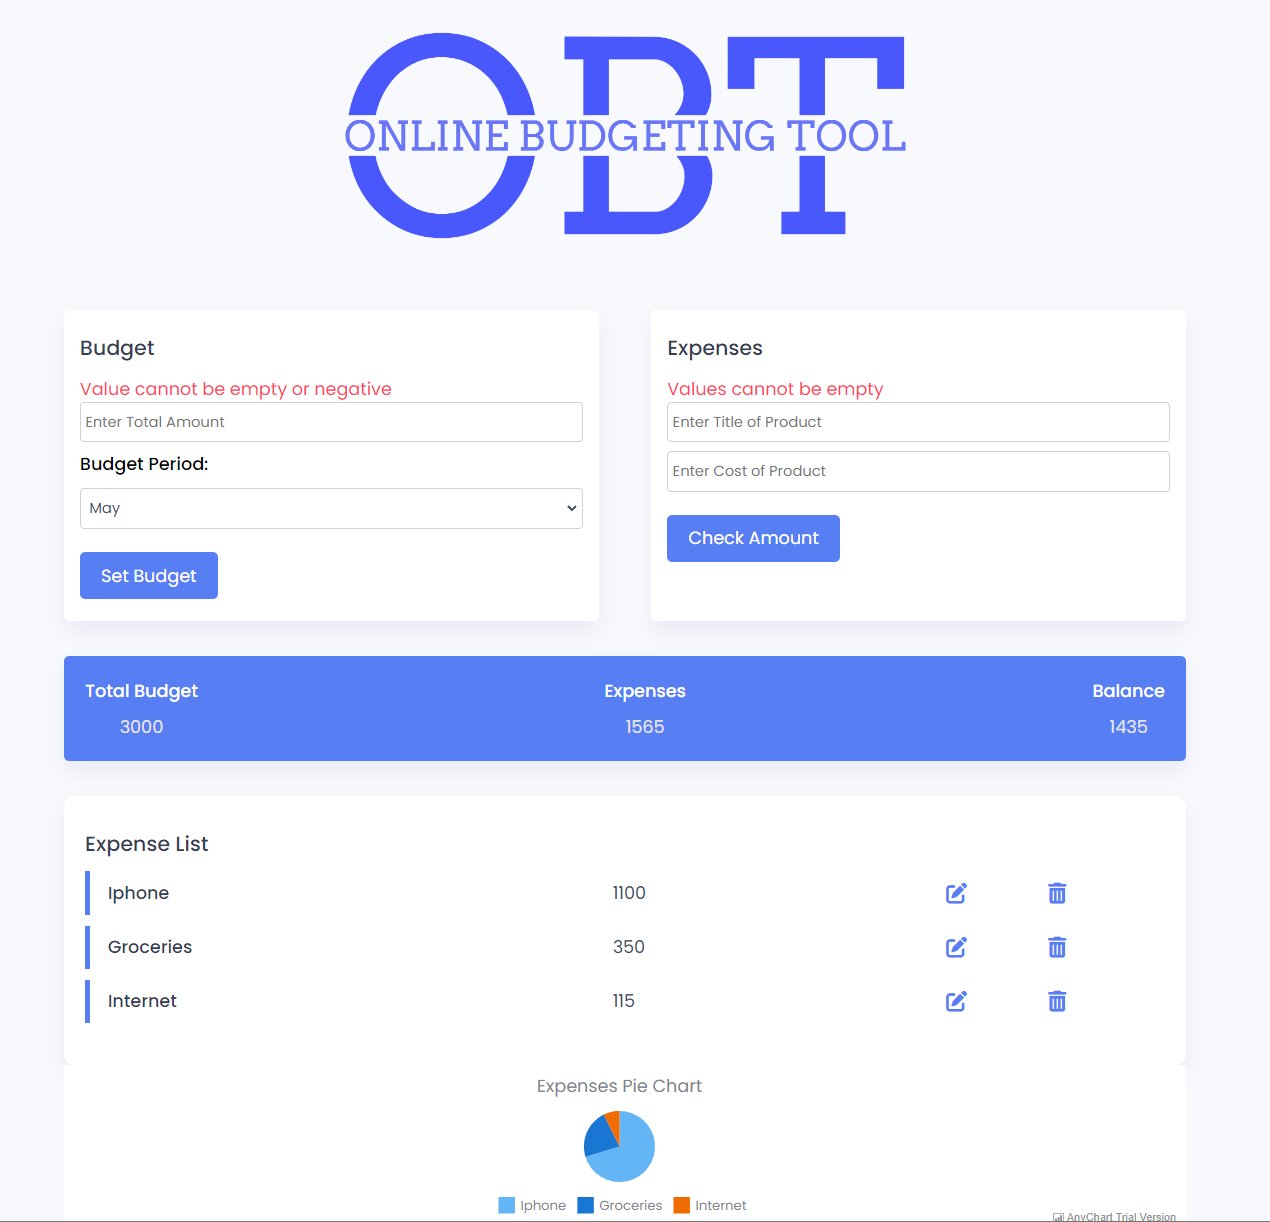 OBT
ONLINE BUDGETING TOOL
Budget
Value cannot be empty or negative
Enter Total Amount
Budget Period:
May
Set Budget
Expenses
Values cannot be empty
Enter Title of Product
Enter Cost of Product
Check Amount
Total Budget Expenses Balance
3000 1565 1435
Expense List
Iphone 1100
Groceries 350
Internet 115
Expenses Pie Chart
Iphone Groceries Internet
AnyChart Trial Version